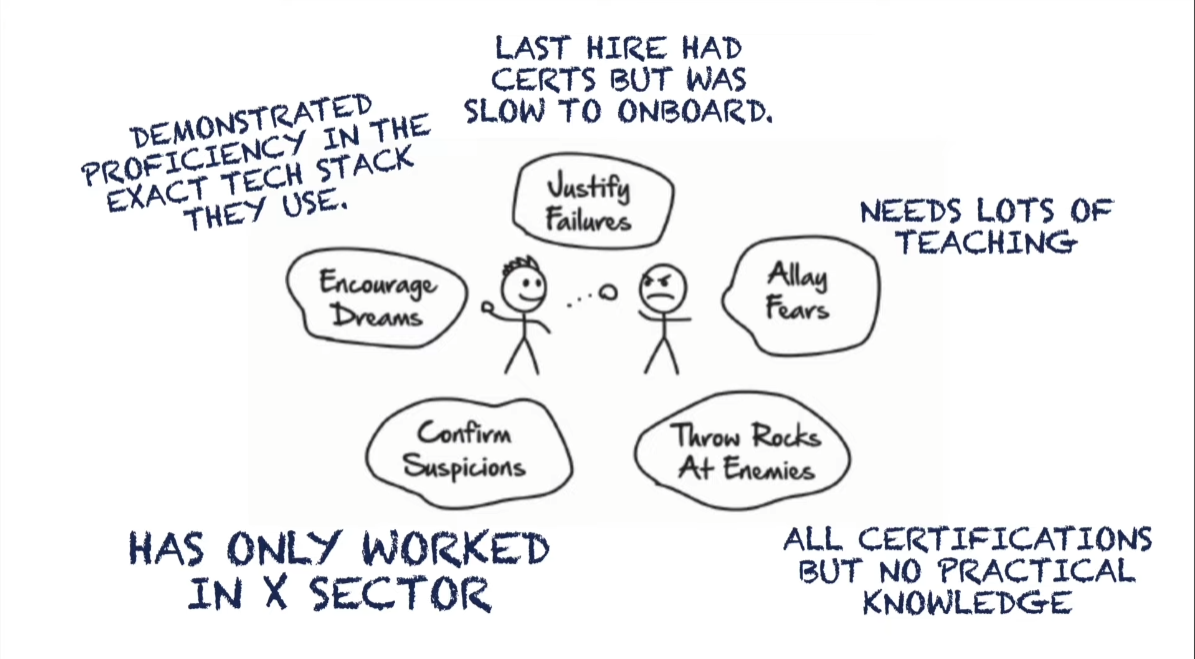 LAST HIRE HAD
CERTS BUT WAS
SLOW TO ONBOARD.
DEMONSTRATED
PROFICIENCY IN THE
EXACT TECH STACK
THEY USE.
Justify
Failures
NEEDS LOTS OF
TEACHING
Encourage
Dreams
Allay
Fears
Confirm
Suspicions
Throw Rocks
At Enemies
HAS ONLY WORKED
IN X SECTOR
ALL CERTIFICATIONS
BUT NO PRACTICAL
KNOWLEDGE